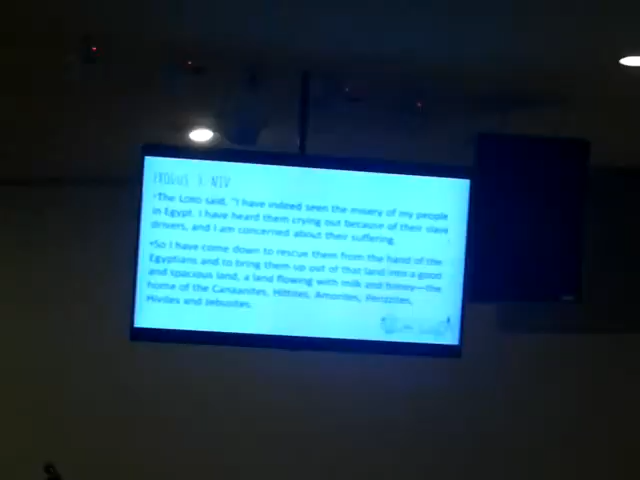 EXODUS 3 NIV
7The LORD said, "I have indeed seen the misery of my people
in Egypt. I have heard them crying out because of their slave
drivers, and I am concerned about their suffering.
8So I have come down to rescue them from the hand of the
Egyptians and to bring them up out of that land into a good
and spacious land, a land flowing with milk and honey—the
home of the Canaanites, Hittites, Amorites, Perizzites,
Hivites and Jebusites.